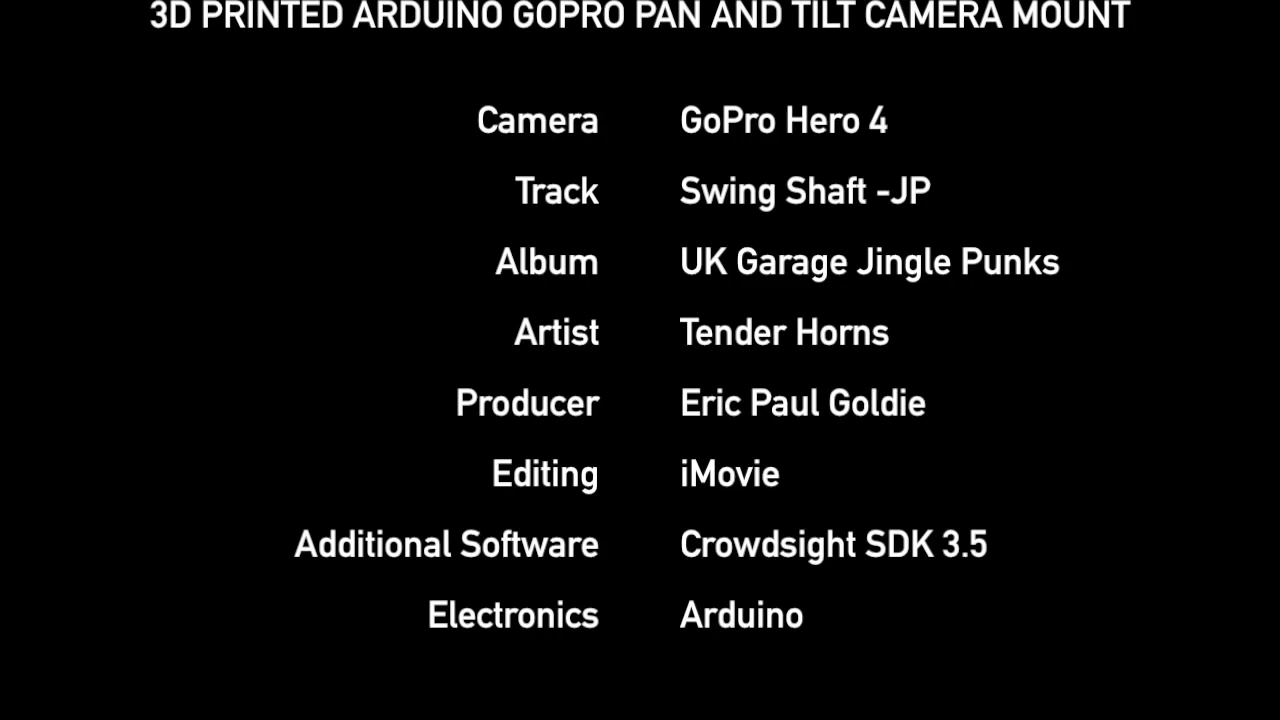 3D PRINTED ARDUINO GOPRO PAN AND TILT CAMERA MOUNT
Camera GoPro Hero 4
Track Swing Shaft -JP
Album UK Garage Jingle Punks
Artist Tender Horns
Producer Eric Paul Goldie
Editing iMovie
Additional Software Crowdsight SDK 3.5
Electronics Arduino